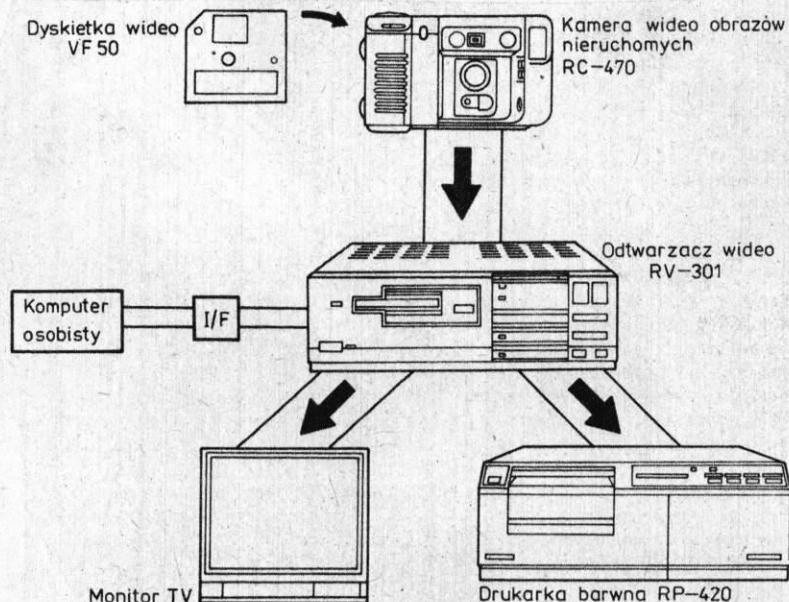 Dyskietka wideo
VF 50
Kamera wideo obrazów
nieruchomych
RC-470
Odtwarzacz wideo
RV-301
Komputer
osobisty
I/F
Monitor TV
Drukarka barwna RP-420